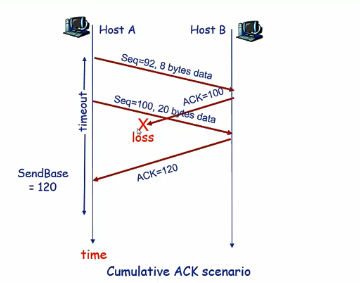 Host A
Host B
Seq=92, 8 bytes data
ACK=100
Seq=100, 20 bytes data
timeout
X
loss
SendBase
= 120
ACK=120
time
Cumulative ACK scenario